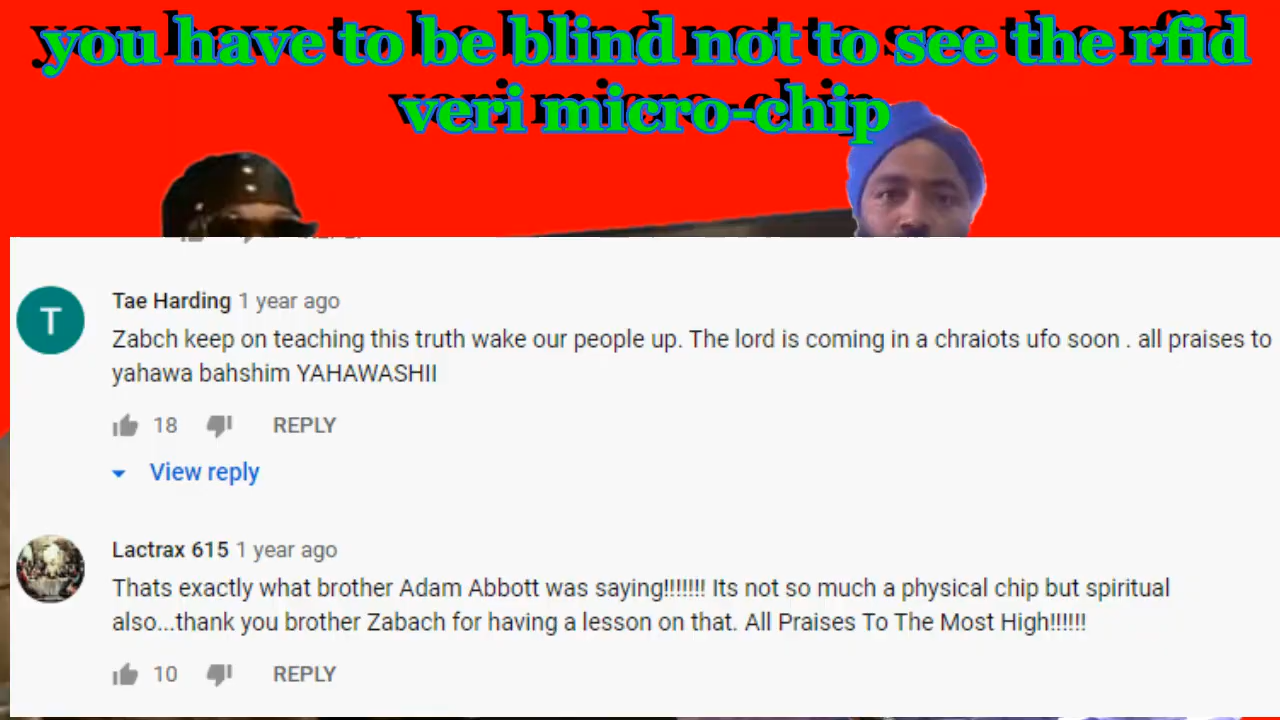 you have to be blind not to see the rfid
veri micro-chip
REPLY
Tae Harding 1 year ago
Zabch keep on teaching this truth wake our people up. The lord is coming in a chraiots ufo soon . all praises to
yahawa bahshim YAHAWASHII
18 REPLY
View reply
Lactrax 615 1 year ago
Thats exactly what brother Adam Abbott was saying!!!!!!! Its not so much a physical chip but spiritual
also...thank you brother Zabach for having a lesson on that. All Praises To The Most High!!!!!!
10 REPLY